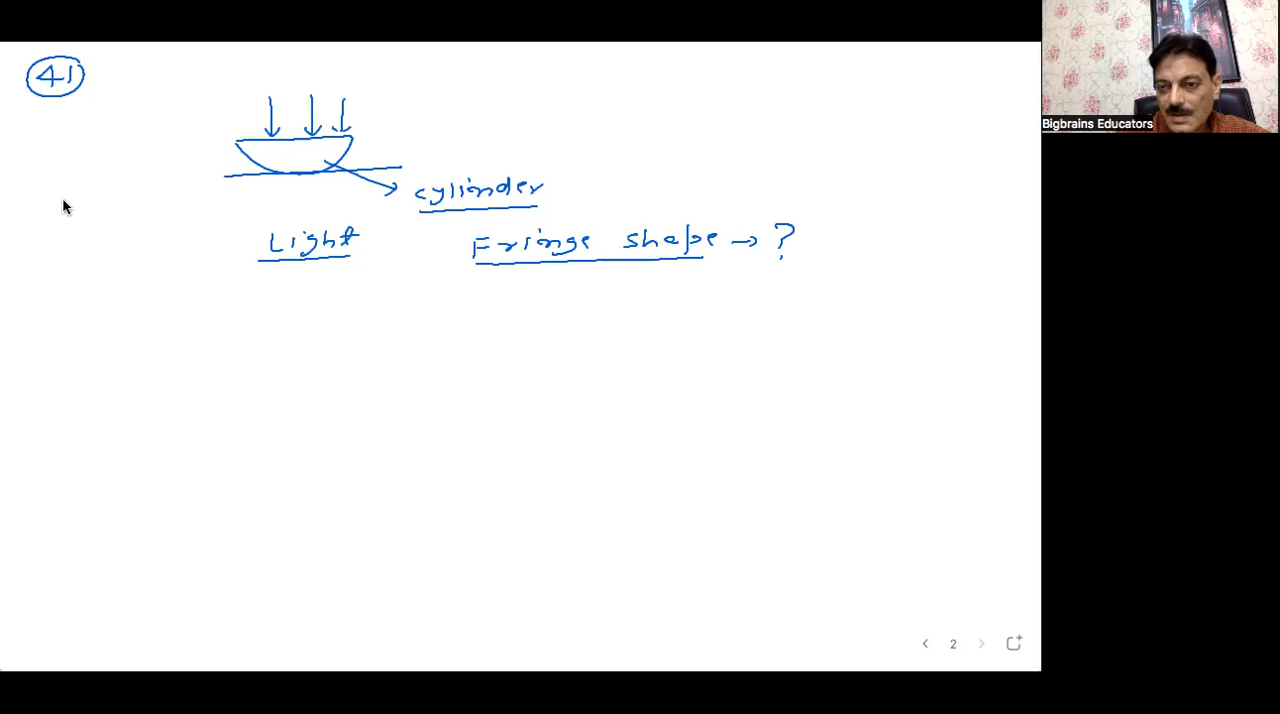 41
Bigbrains Educators
cylinder
Light Fringe shape → ?
2